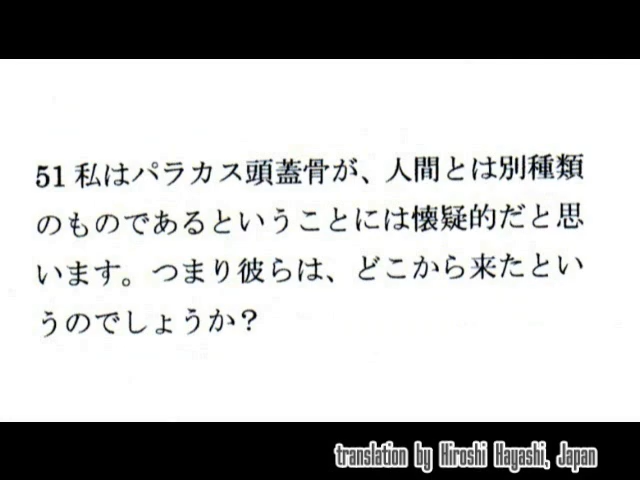 51 私はパラカス頭蓋骨が、人間とは別種類
のものであるということには懐疑的だと思
います。つまり彼らは、どこから来たとい
うのでしょうか？
translation by Hiroshi Hayashi, Japan